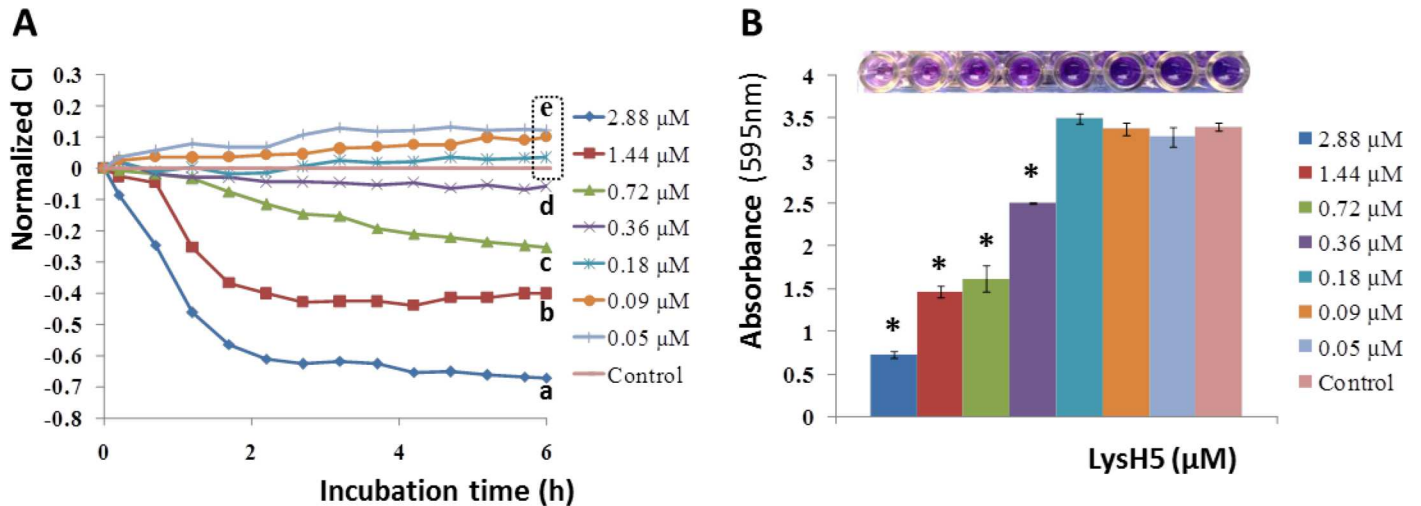 A
Normalized CI
0.3
0.2
0.1
0
-0.1
-0.2
-0.3
-0.4
-0.5
-0.6
-0.7
-0.8
0
2
4
6
Incubation time (h)
e
d
c
b
a
2.88 µM
1.44 µM
0.72 µM
0.36 µM
0.18 µM
0.09 µM
0.05 µM
Control
B
Absorbance (595nm)
4
3.5
3
2.5
2
1.5
1
0.5
0
*
*
*
*
LysH5 (µM)
2.88 µM
1.44 µM
0.72 µM
0.36 µM
0.18 µM
0.09 µM
0.05 µM
Control